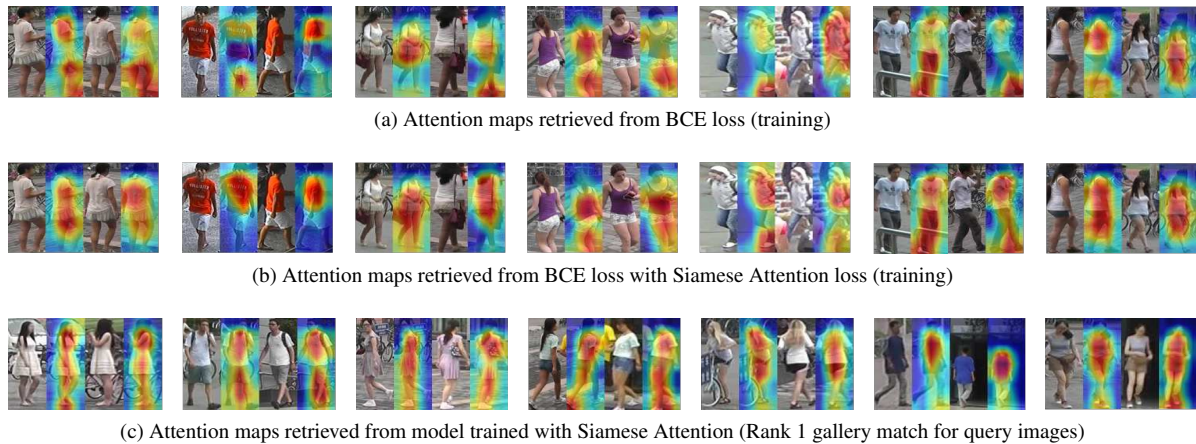 (a) Attention maps retrieved from BCE loss (training)
(b) Attention maps retrieved from BCE loss with Siamese Attention loss (training)
(c) Attention maps retrieved from model trained with Siamese Attention (Rank 1 gallery match for query images)